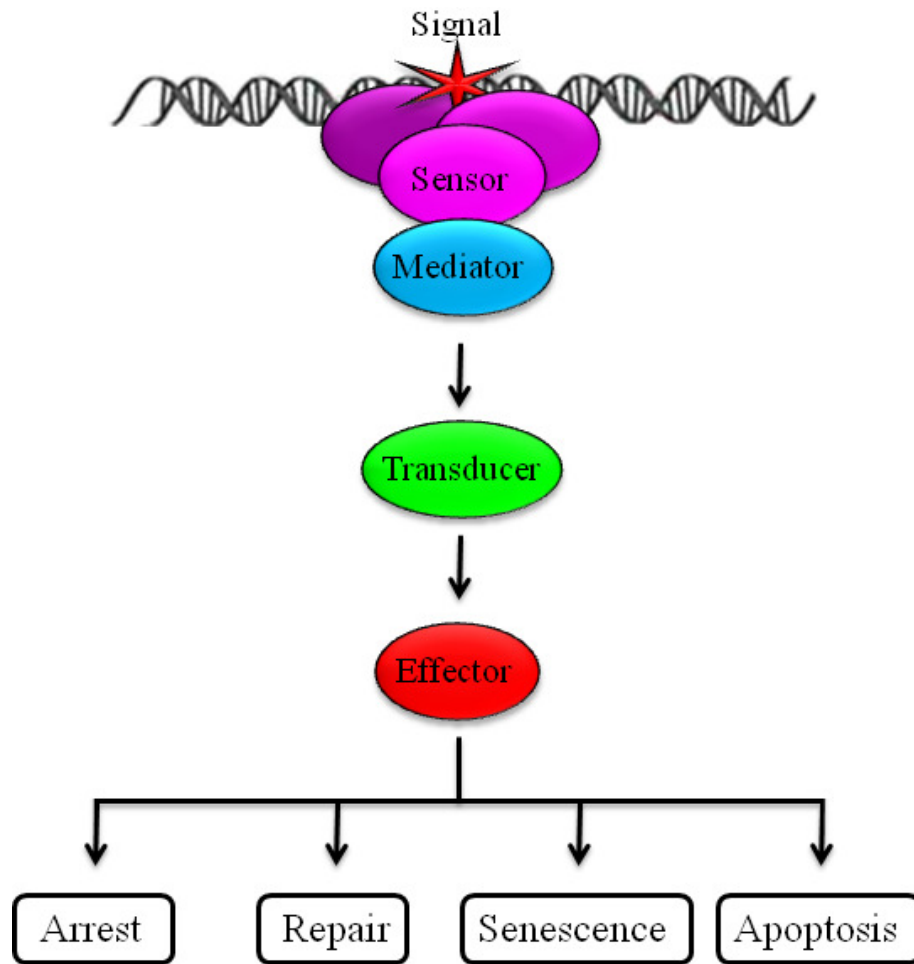 Signal
Sensor
Mediator
Transducer
Effector
Arrest
Repair
Senescence
Apoptosis